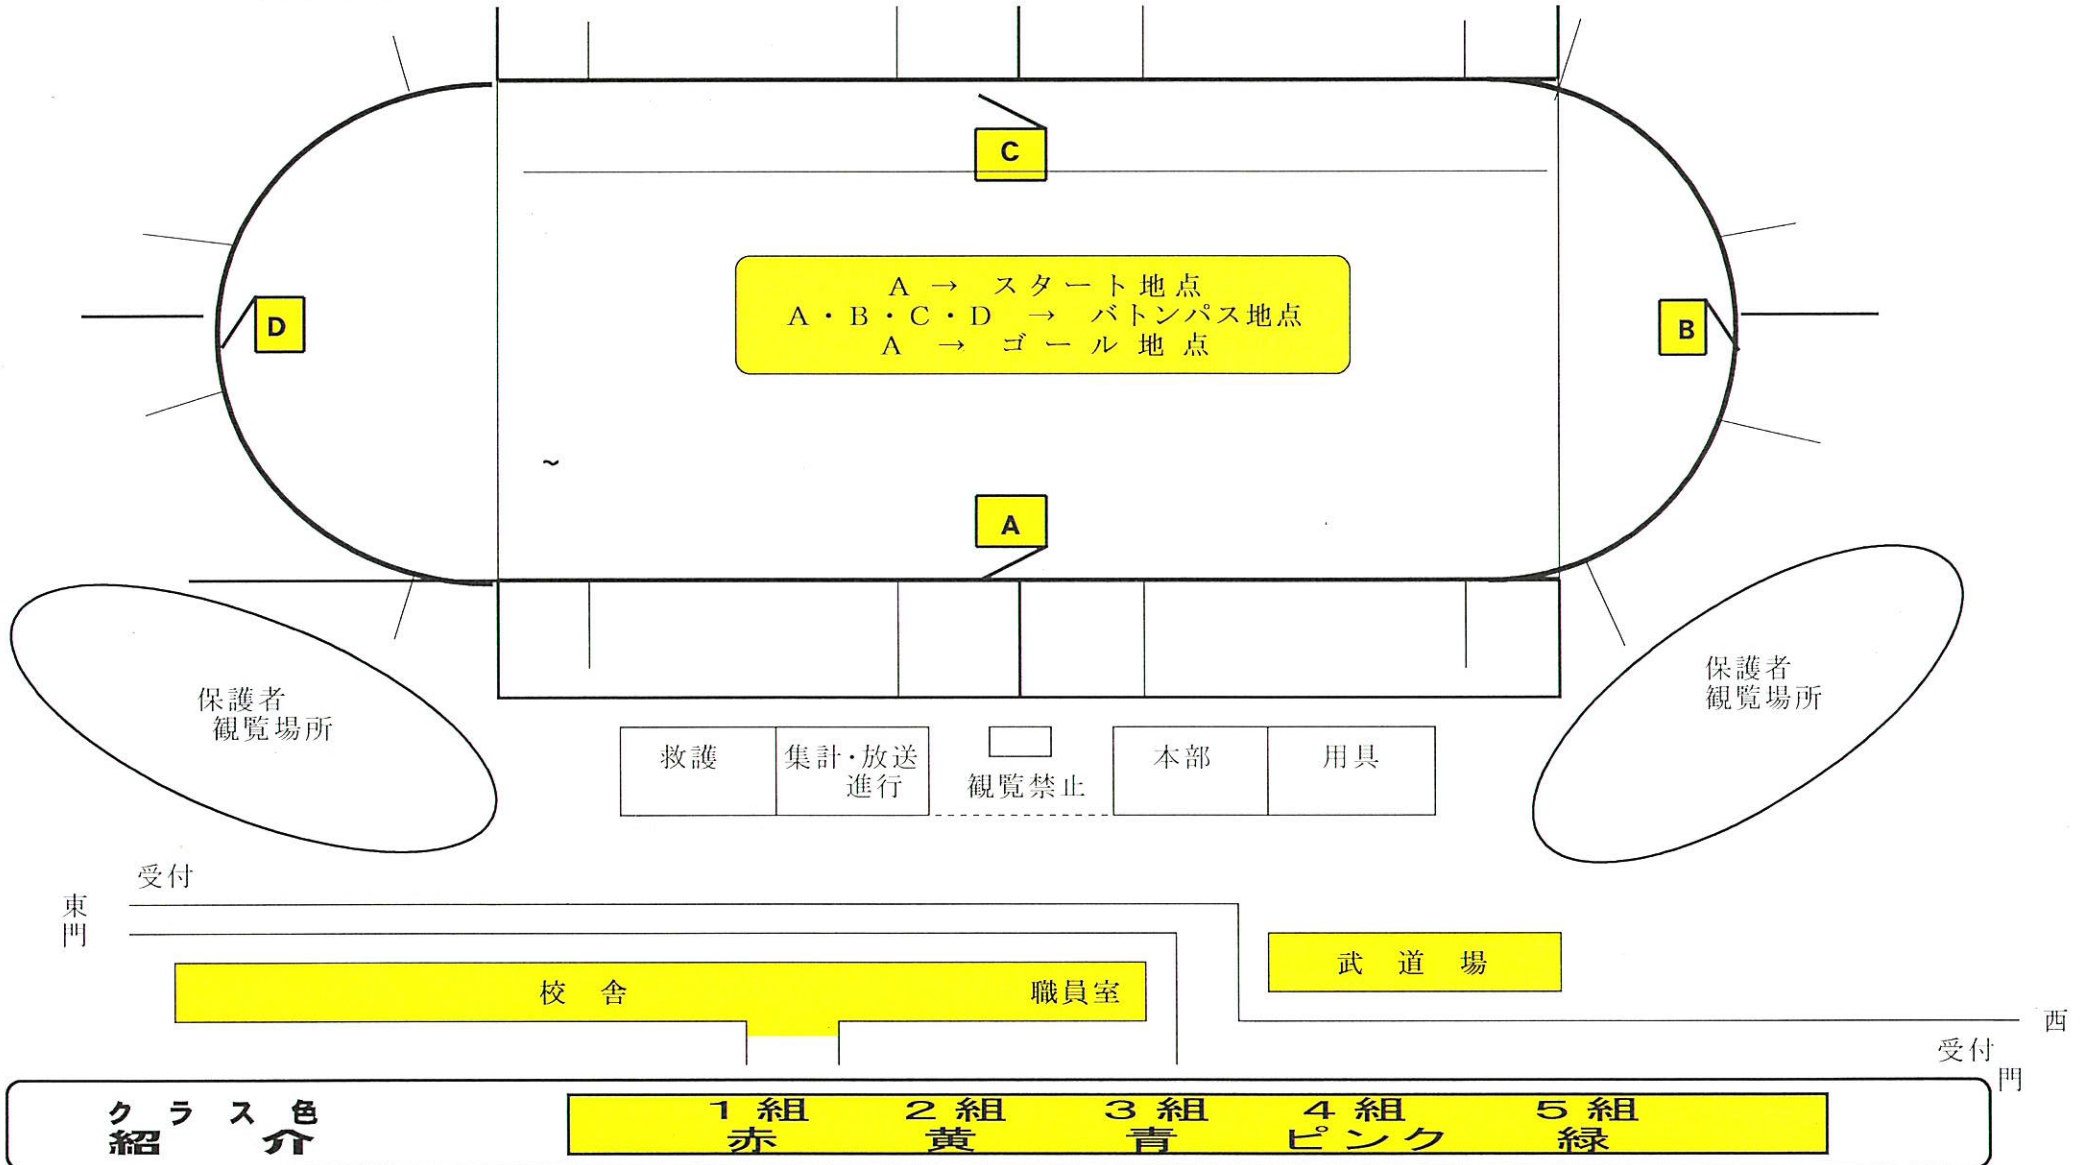 C
A → スタート地点
A・B・C・D → バトンパス地点
A → ゴール地点
D
B
~
A
保護者
観覧場所
保護者
観覧場所
救護
集計・放送
進行
観覧禁止
本部
用具
受付
東
門
武道場
校舎
職員室
西
受付
門
クラス色
紹介
1組 2組 3組 4組 5組
赤 黄 青 ピンク 緑